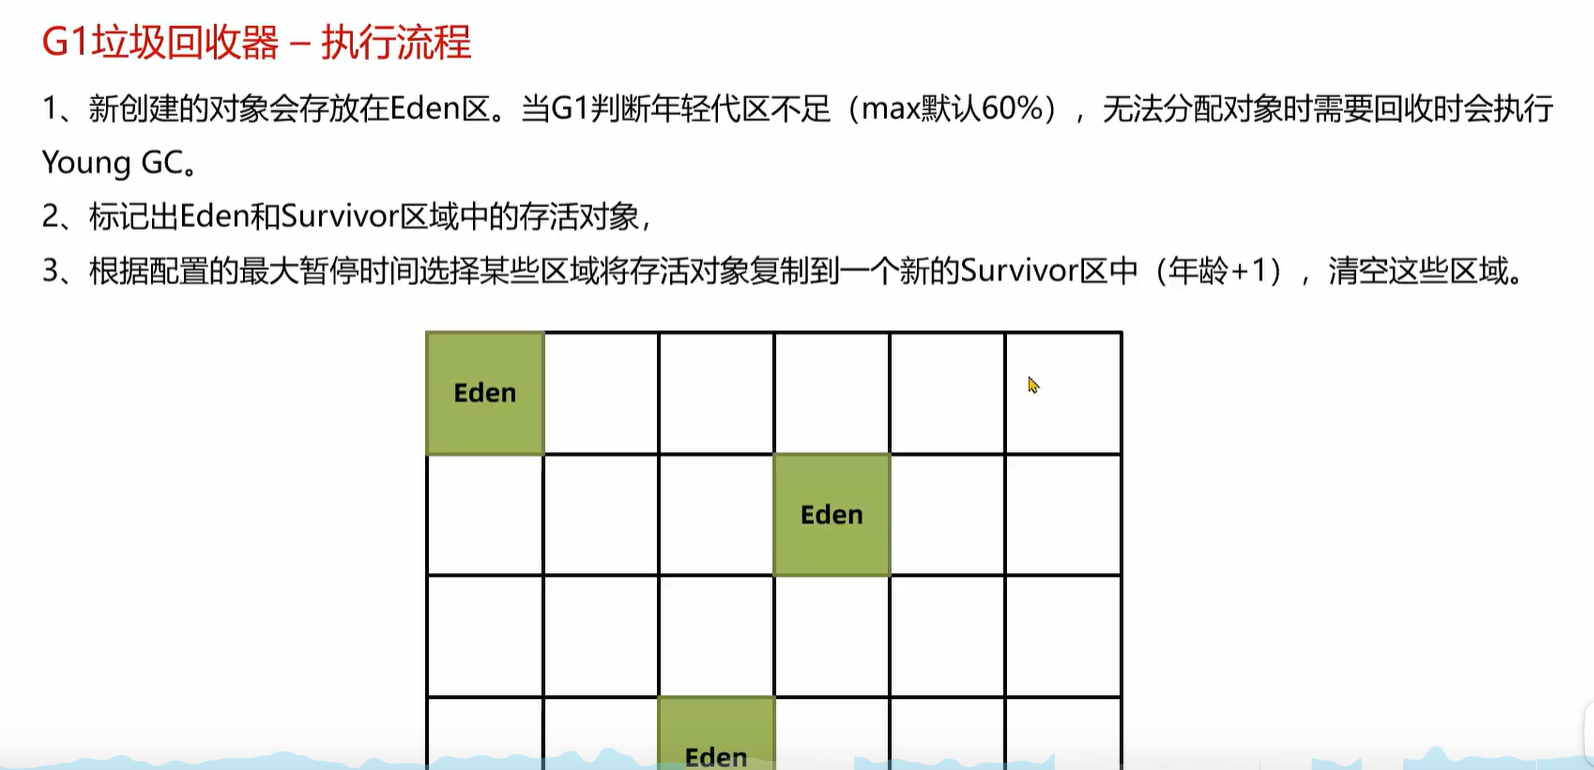 G1垃圾回收器 – 执行流程
1、新创建的对象会存放在Eden区。当G1判断年轻代区不足（max默认60%），无法分配对象时需要回收时会执行
Young GC。
2、标记出Eden和Survivor区域中的存活对象，
3、根据配置的最大暂停时间选择某些区域将存活对象复制到一个新的Survivor区中（年龄+1），清空这些区域。
Eden
Eden
Eden